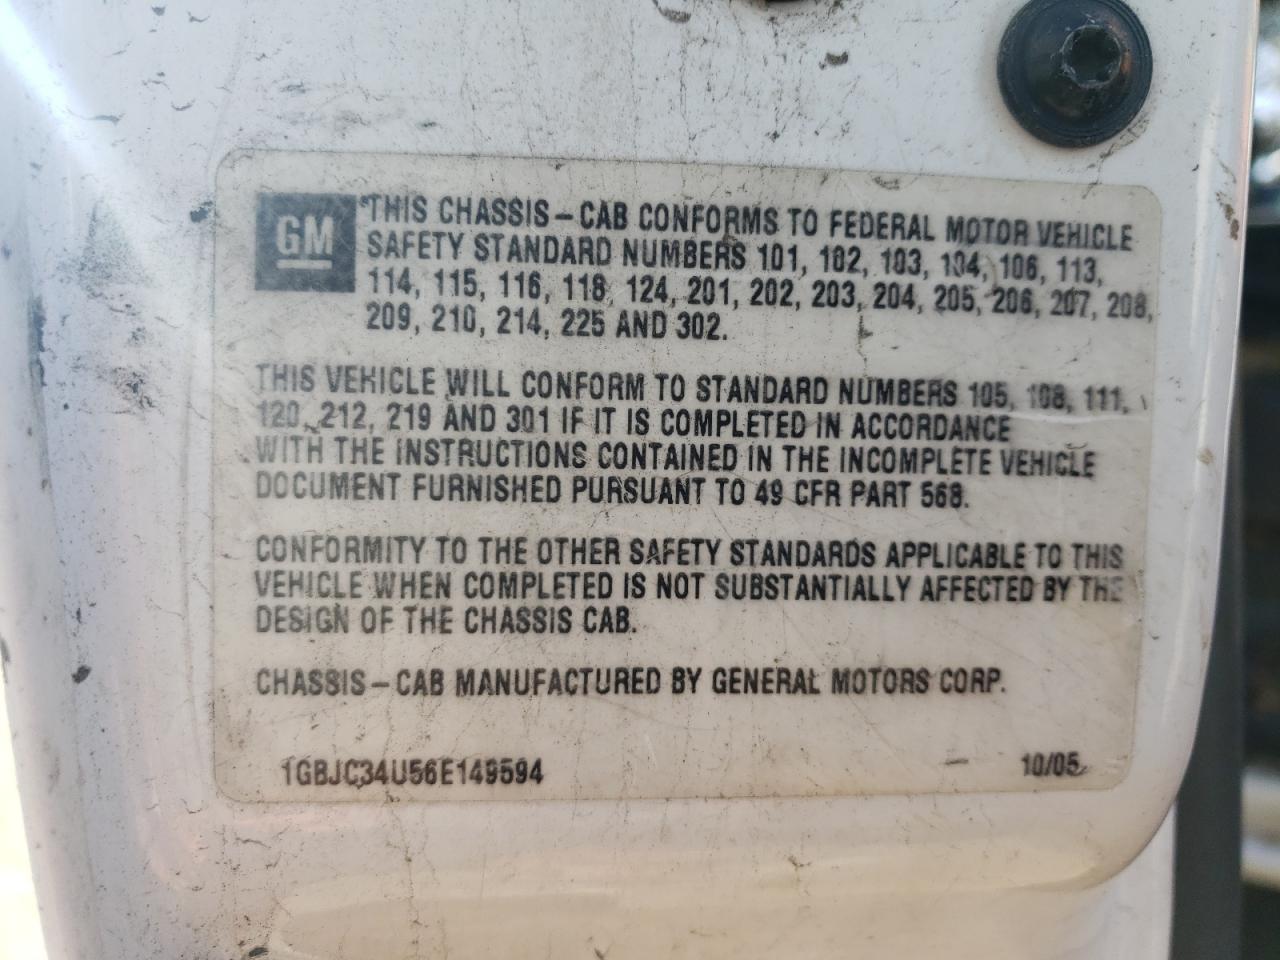 GM
THIS CHASSIS-CAB CONFORMS TO FEDERAL MOTOR VEHICLE
SAFETY STANDARD NUMBERS 101, 102, 103, 104, 106, 113,
114, 115, 116, 118, 124, 201, 202, 203, 204, 205, 206, 207, 208,
209, 210, 214, 225 AND 302.
THIS VEHICLE WILL CONFORM TO STANDARD NUMBERS 105, 108, 111,
120, 212, 219 AND 301 IF IT IS COMPLETED IN ACCORDANCE
WITH THE INSTRUCTIONS CONTAINED IN THE INCOMPLETE VEHICLE
DOCUMENT FURNISHED PURSUANT TO 49 CFR PART 568.
CONFORMITY TO THE OTHER SAFETY STANDARDS APPLICABLE TO THIS
VEHICLE WHEN COMPLETED IS NOT SUBSTANTIALLY AFFECTED BY THE
DESIGN OF THE CHASSIS CAB.
CHASSIS-CAB MANUFACTURED BY GENERAL MOTORS CORP.
1GBJC34U56E149594 10/05